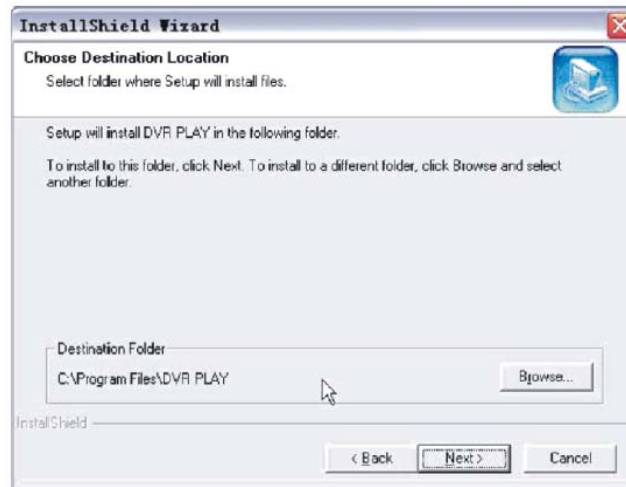 InstallShield Wizard
Choose Destination Location
Select folder where Setup will install files.
Setup will install DVR PLAY in the following folder.
To install to this folder, click Next. To install to a different folder, click Browse and select
another folder.
Destination Folder
C:\Program Files\DVR PLAY
Browse...
InstallShield
< Back
Next >
Cancel